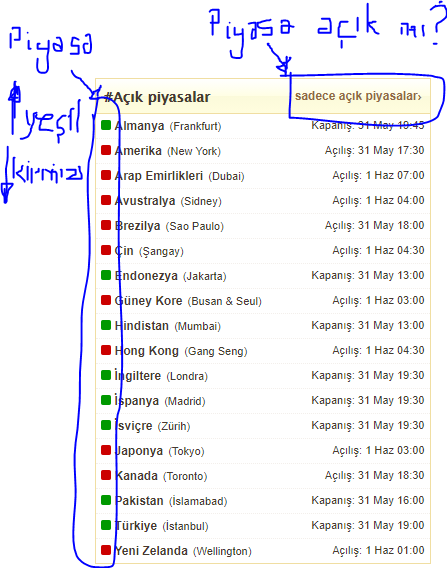 Piyasa açık mı?
Piyasa
#Açık piyasalar sadece açık piyasalar›
yeşil
kırmızı
Almanya (Frankfurt) Kapanış: 31 May 18:45
Amerika (New York) Açılış: 31 May 17:30
Arap Emirlikleri (Dubai) Açılış: 1 Haz 07:00
Avustralya (Sidney) Açılış: 1 Haz 04:00
Brezilya (Sao Paulo) Açılış: 31 May 18:00
Çin (Şangay) Açılış: 1 Haz 04:30
Endonezya (Jakarta) Kapanış: 31 May 13:00
Güney Kore (Busan & Seul) Açılış: 1 Haz 03:00
Hindistan (Mumbai) Kapanış: 31 May 13:00
Hong Kong (Gang Seng) Açılış: 1 Haz 04:30
İngiltere (Londra) Kapanış: 31 May 19:30
İspanya (Madrid) Kapanış: 31 May 19:30
İsviçre (Zürih) Kapanış: 31 May 19:30
Japonya (Tokyo) Açılış: 1 Haz 03:00
Kanada (Toronto) Açılış: 31 May 18:30
Pakistan (İslamabad) Kapanış: 31 May 16:00
Türkiye (İstanbul) Kapanış: 31 May 19:00
Yeni Zelanda (Wellington) Açılış: 1 Haz 01:00